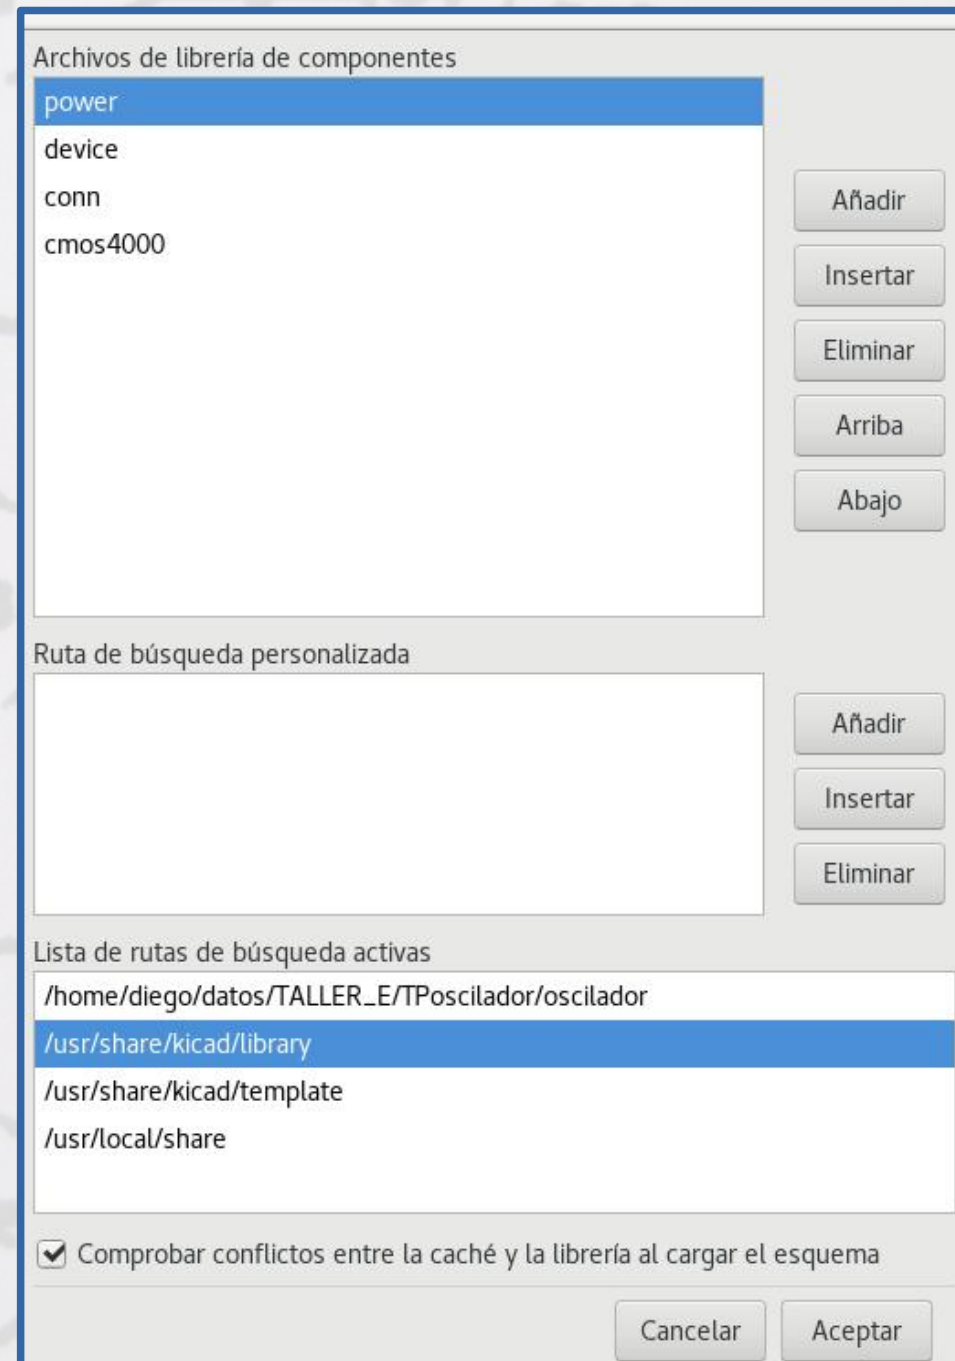 Archivos de librería de componentes
power
device
conn
cmos4000
Añadir
Insertar
Eliminar
Arriba
Abajo
Ruta de búsqueda personalizada
Añadir
Insertar
Eliminar
Lista de rutas de búsqueda activas
/home/diego/datos/TALLER_E/TPoscilador/oscilador
/usr/share/kicad/library
/usr/share/kicad/template
/usr/local/share
Comprobar conflictos entre la caché y la librería al cargar el esquema
Cancelar
Aceptar